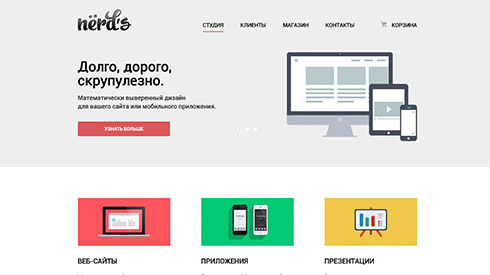 nёrd's
СТУДИЯ КЛИЕНТЫ МАГАЗИН КОНТАКТЫ КОРЗИНА
Долго, дорого,
скрупулезно.
Математически выверенный дизайн
для вашего сайта или мобильного приложения.
УЗНАТЬ БОЛЬШЕ
ВЕБ-САЙТЫ ПРИЛОЖЕНИЯ ПРЕЗЕНТАЦИИ